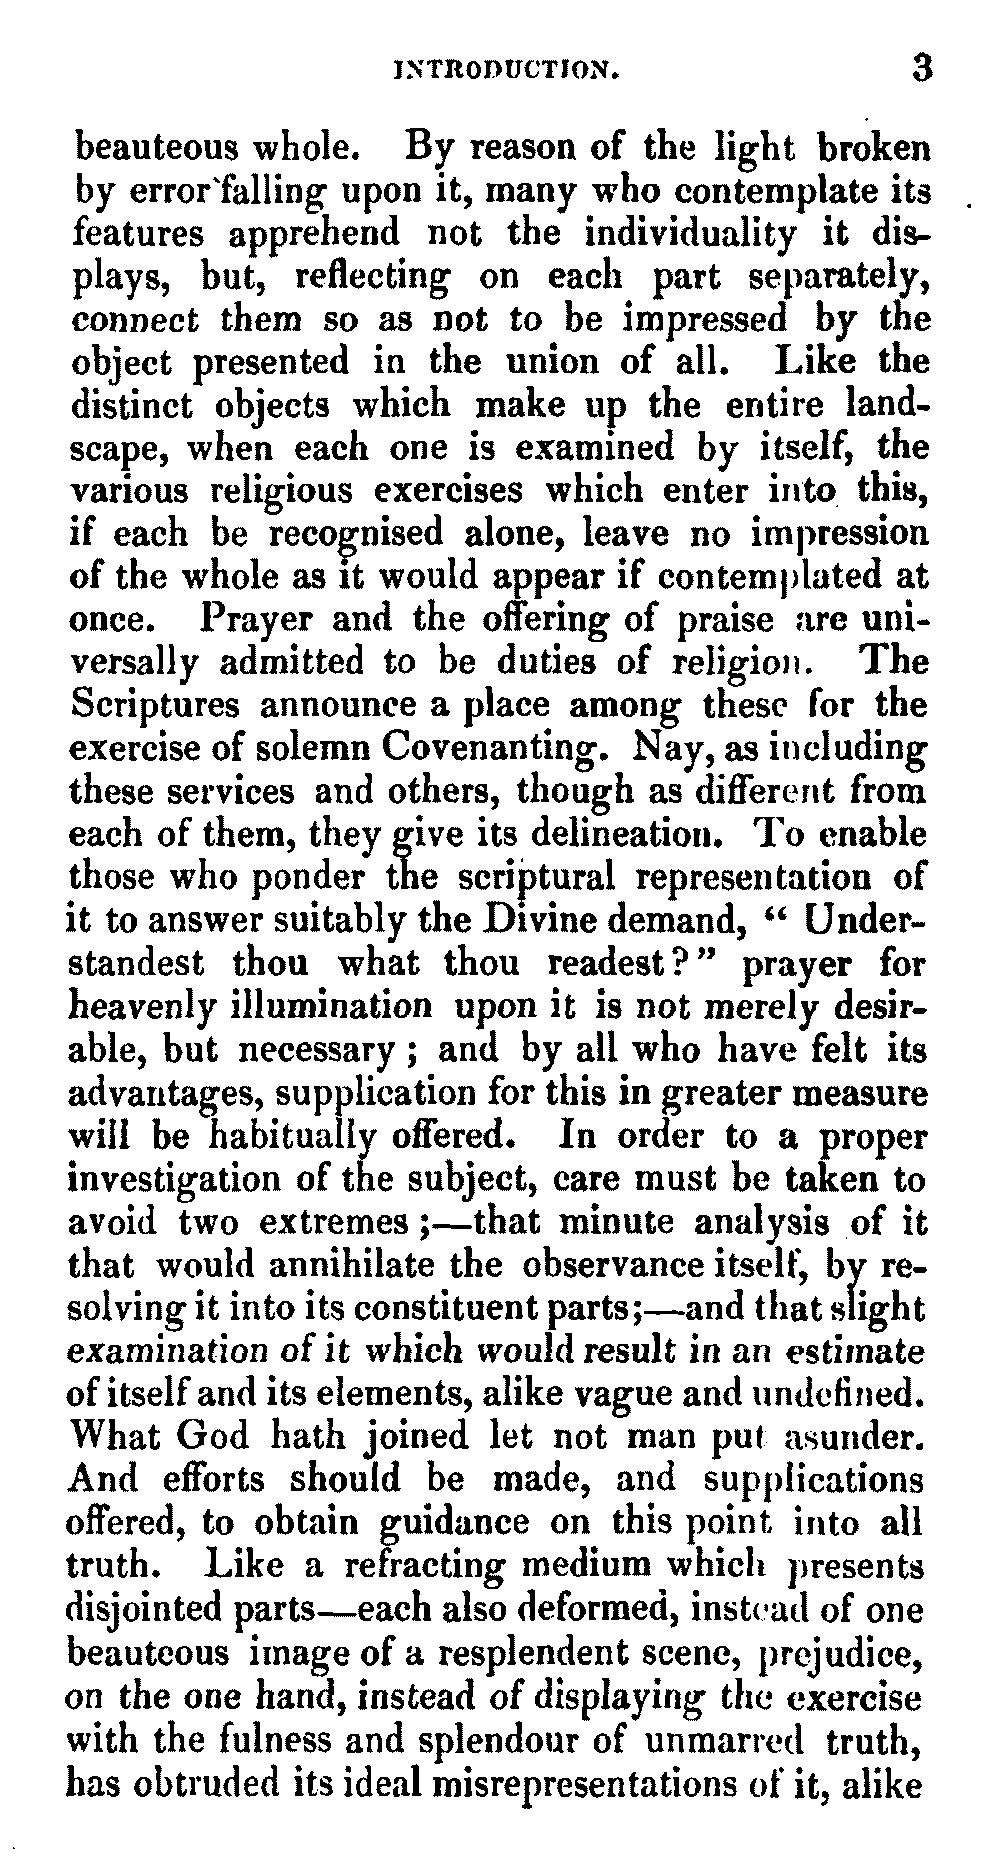 INTRODUCTION. 3
beauteous whole. By reason of the light broken
by error falling upon it, many who contemplate its
features apprehend not the individuality it dis-
plays, but, reflecting on each part separately,
connect them so as not to be impressed by the
object presented in the union of all. Like the
distinct objects which make up the entire land-
scape, when each one is examined by itself, the
various religious exercises which enter into this,
if each be recognised alone, leave no impression
of the whole as it would appear if contemplated at
once. Prayer and the offering of praise are uni-
versally admitted to be duties of religion. The
Scriptures announce a place among these for the
exercise of solemn Covenanting. Nay, as including
these services and others, though as different from
each of them, they give its delineation. To enable
those who ponder the scriptural representation of
it to answer suitably the Divine demand, “ Under-
standest thou what thou readest?” prayer for
heavenly illumination upon it is not merely desir-
able, but necessary; and by all who have felt its
advantages, supplication for this in greater measure
will be habitually offered. In order to a proper
investigation of the subject, care must be taken to
avoid two extremes;—that minute analysis of it
that would annihilate the observance itself, by re-
solving it into its constituent parts;—and that slight
examination of it which would result in an estimate
of itself and its elements, alike vague and undefined.
What God hath joined let not man put asunder.
And efforts should be made, and supplications
offered, to obtain guidance on this point into all
truth. Like a refracting medium which presents
disjointed parts—each also deformed, instead of one
beauteous image of a resplendent scene, prejudice,
on the one hand, instead of displaying the exercise
with the fulness and splendour of unmarred truth,
has obtruded its ideal misrepresentations of it, alike